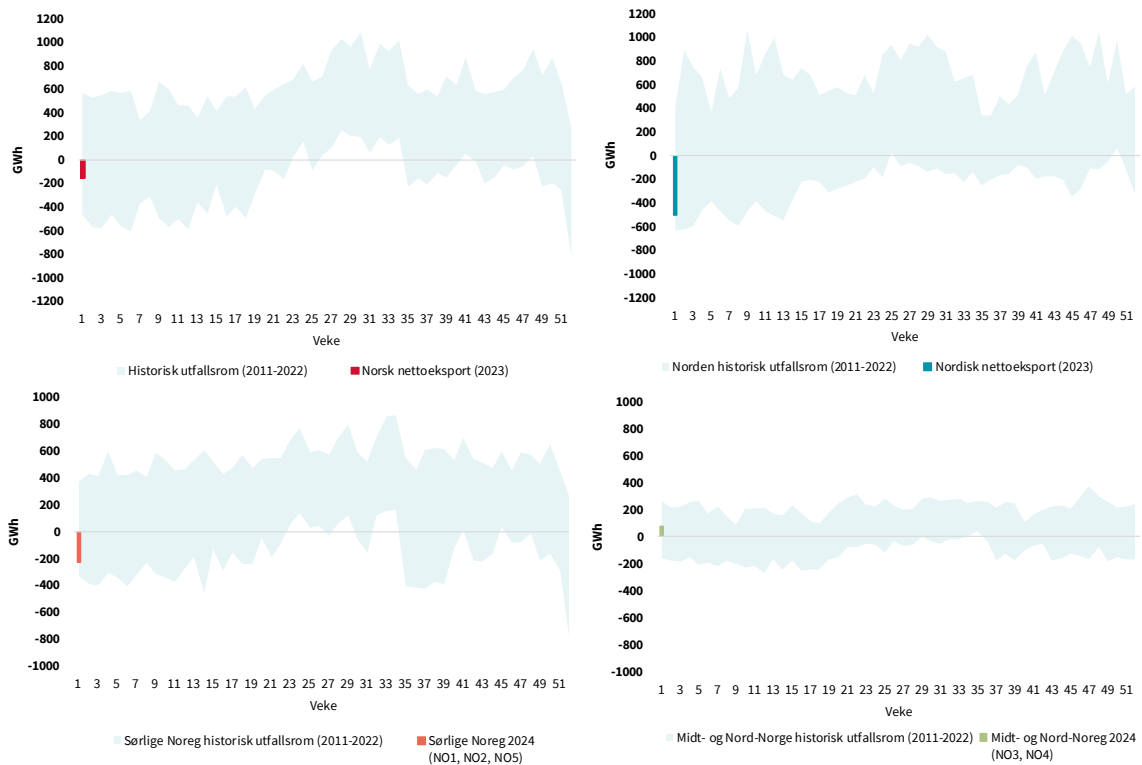 1200
1000
800
600
400
200
0
-200
-400
-600
-800
-1000
-1200
GWh
1 3 5 7 9 11 13 15 17 19 21 23 25 27 29 31 33 35 37 39 41 43 45 47 49 51
Veke
Historisk utfallsrom (2011-2022) Norsk nettoeksport (2023)
1200
1000
800
600
400
200
0
-200
-400
-600
-800
-1000
-1200
GWh
1 3 5 7 9 11 13 15 17 19 21 23 25 27 29 31 33 35 37 39 41 43 45 47 49 51
Veke
Norden historisk utfallsrom (2011-2022) Nordisk nettoeksport (2023)
1000
800
600
400
200
0
-200
-400
-600
-800
-1000
GWh
1 3 5 7 9 11 13 15 17 19 21 23 25 27 29 31 33 35 37 39 41 43 45 47 49 51
Veke
Sørlige Noreg historisk utfallsrom (2011-2022) Sørlige Noreg 2024
(NO1, NO2, NO5)
1000
800
600
400
200
0
-200
-400
-600
-800
-1000
GWh
1 3 5 7 9 11 13 15 17 19 21 23 25 27 29 31 33 35 37 39 41 43 45 47 49 51
Veke
Midt- og Nord-Norge historisk utfallsrom (2011-2022) Midt- og Nord-Noreg 2024
(NO3, NO4)